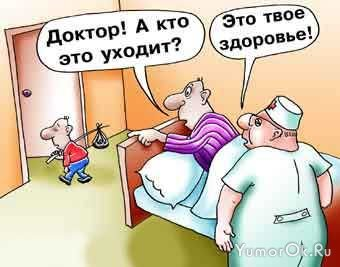 Доктор! А кто
это уходит?
Это твое
здоровье!
YumorOk.Ru